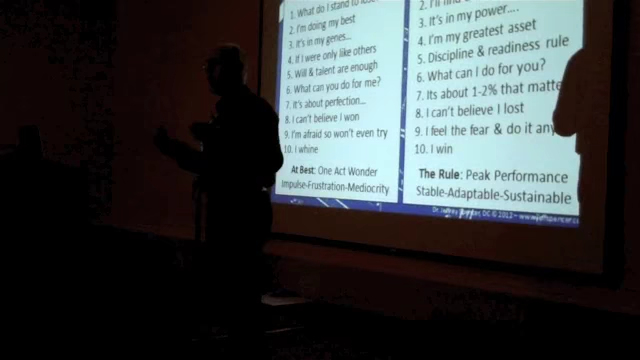 1. What do I stand to
2. I'm doing my best
3. It's in my genes...
4. If I were only like others
5. Will & talent are enough
6. What can you do for me?
7. It's about perfection...
8. I can't believe I won
9. I'm afraid so won't even try
10. I whine
At Best: One Act Wonder
Impulse-Frustration-Mediocrity
2. I'll
3. It's in my power....
4. I'm my greatest asset
5. Discipline & readiness rule
6. What can I do for you?
7. Its about 1-2% that matte
8. I can't believe I lost
9. I feel the fear & do it any
10. I win
The Rule: Peak Performance
Stable-Adaptable-Sustainable
Dr. Jeffrey DC © 2012 ~